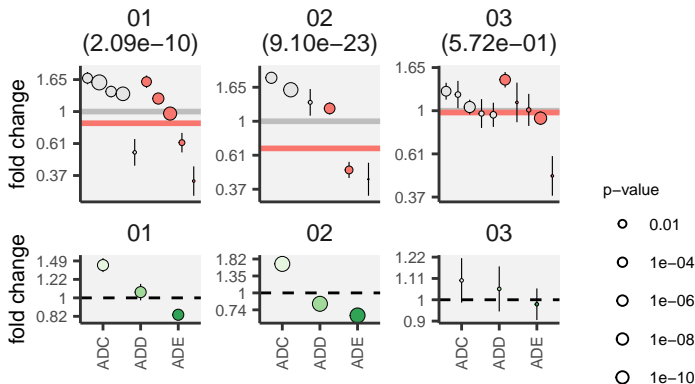 01
(2.09e−10)
02
(9.10e−23)
03
(5.72e−01)
fold change
1.65
1
0.61
0.37
1.65
1
0.61
0.37
1.65
1
0.61
0.37
01
02
03
fold change
1.49
1.22
1
0.82
1.82
1.35
1
0.74
1.22
1.11
1
0.9
ADC
ADD
ADE
ADC
ADD
ADE
ADC
ADD
ADE
p−value
0.01
1e−04
1e−06
1e−08
1e−10